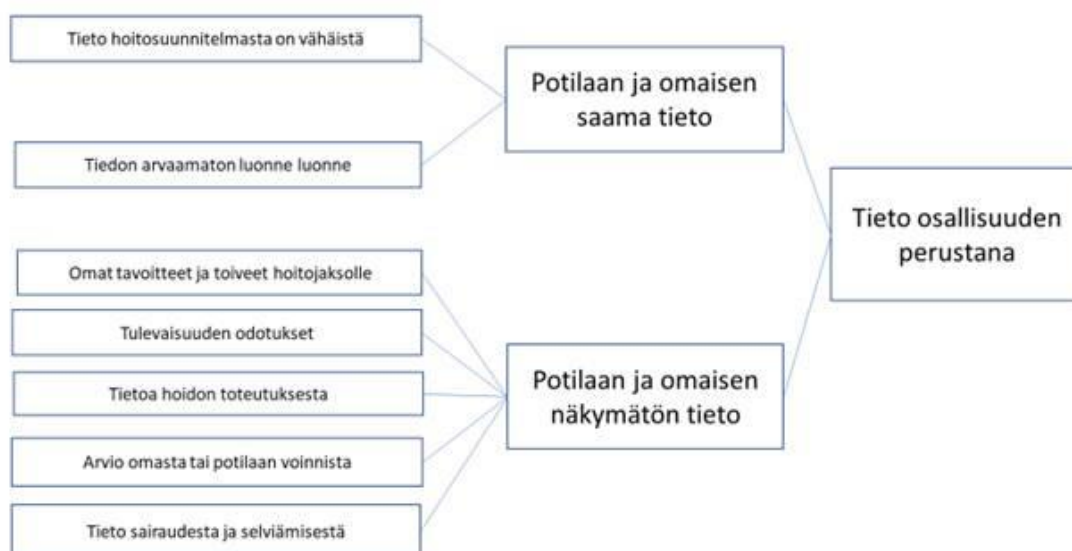 Tieto hoitosuunnitelmasta on vähäistä
Tiedon arvaamaton luonne luonne
Omat tavoitteet ja toiveet hoitojaksolle
Tulevaisuuden odotukset
Tietoa hoidon toteutuksesta
Arvio omasta tai potilaan voinnista
Tieto sairaudesta ja selviämisestä
Potilaan ja omaisen
saama tieto
Potilaan ja omaisen
näkymätön tieto
Tieto osallisuuden
perustana